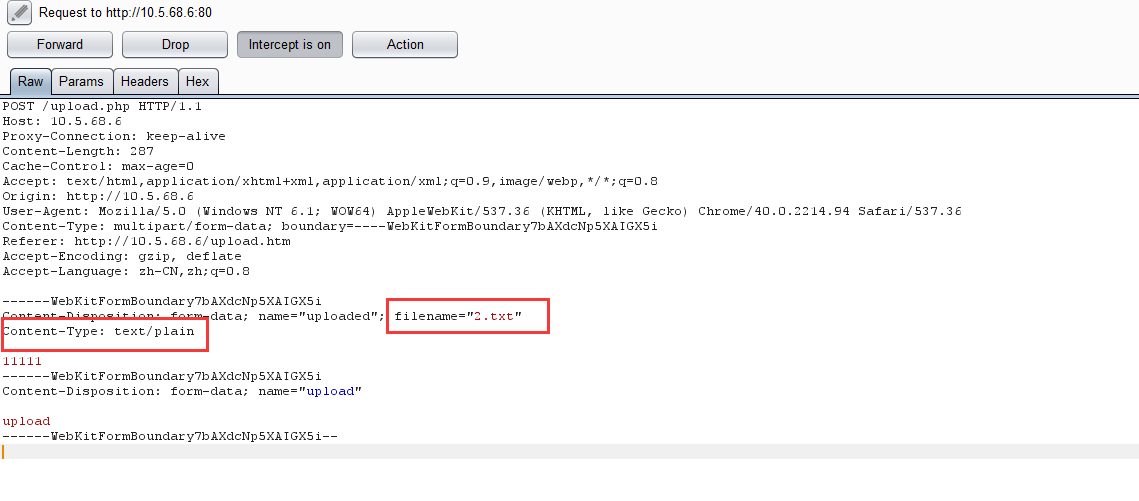 Request to http://10.5.68.6:80
Forward Drop Intercept is on Action
Raw Params Headers Hex
POST /upload.php HTTP/1.1
Host: 10.5.68.6
Proxy-Connection: keep-alive
Content-Length: 287
Cache-Control: max-age=0
Accept: text/html,application/xhtml+xml,application/xml;q=0.9,image/webp,*/*;q=0.8
Origin: http://10.5.68.6
User-Agent: Mozilla/5.0 (Windows NT 6.1; WOW64) AppleWebKit/537.36 (KHTML, like Gecko) Chrome/40.0.2214.94 Safari/537.36
Content-Type: multipart/form-data; boundary=----WebKitFormBoundary7bAXdcNp5XAIGX5i
Referer: http://10.5.68.6/upload.htm
Accept-Encoding: gzip, deflate
Accept-Language: zh-CN,zh;q=0.8
------WebKitFormBoundary7bAXdcNp5XAIGX5i
Content-Disposition: form-data; name="uploaded"; filename="2.txt"
Content-Type: text/plain
11111
------WebKitFormBoundary7bAXdcNp5XAIGX5i
Content-Disposition: form-data; name="upload"
upload
------WebKitFormBoundary7bAXdcNp5XAIGX5i--